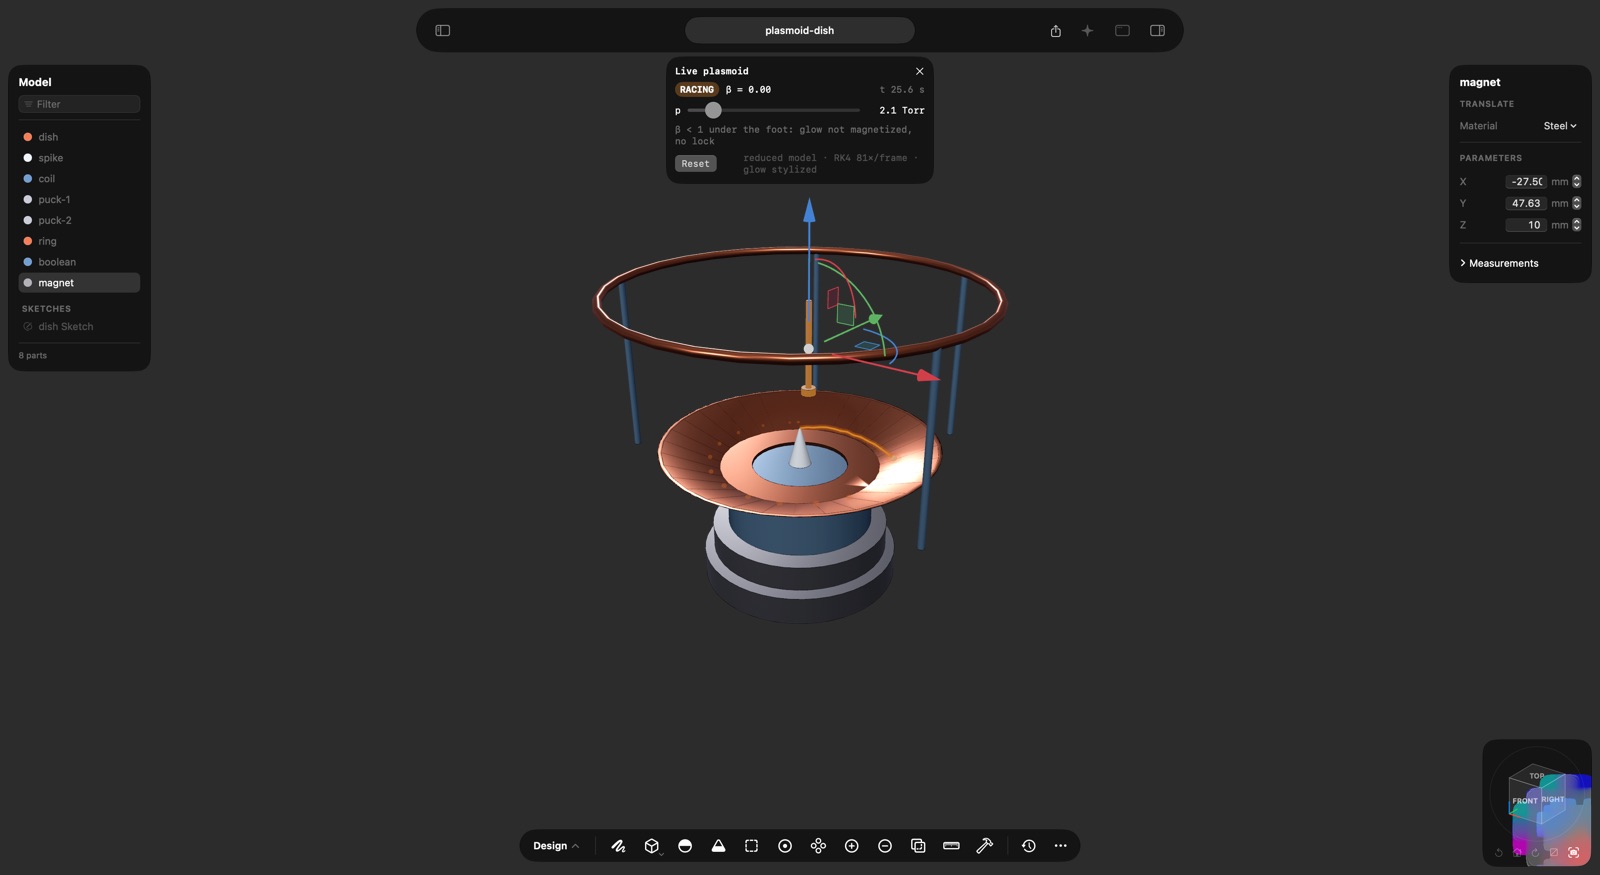 plasmoid-dish
Model
Filter
dish
spike
coil
puck-1
puck-2
ring
boolean
magnet
SKETCHES
dish Sketch
8 parts
Live plasmoid
RACING β = 0.00 t 25.6 s
p 2.1 Torr
β < 1 under the foot: glow not magnetized,
no lock
Reset
reduced model · RK4 81×/frame ·
glow stylized
magnet
TRANSLATE
Material Steel
PARAMETERS
X -27.50 mm
Y 47.63 mm
Z 10 mm
Measurements
TOP
FRONT RIGHT
Design